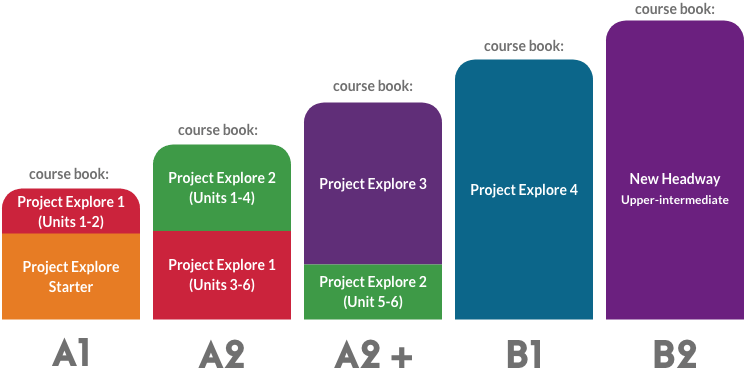 course book:
Project Explore 1
(Units 1-2)
Project Explore
Starter
A1
course book:
Project Explore 2
(Units 1-4)
Project Explore 1
(Units 3-6)
A2
course book:
Project Explore 3
Project Explore 2
(Unit 5-6)
A2 +
course book:
Project Explore 4
B1
course book:
New Headway
Upper-intermediate
B2